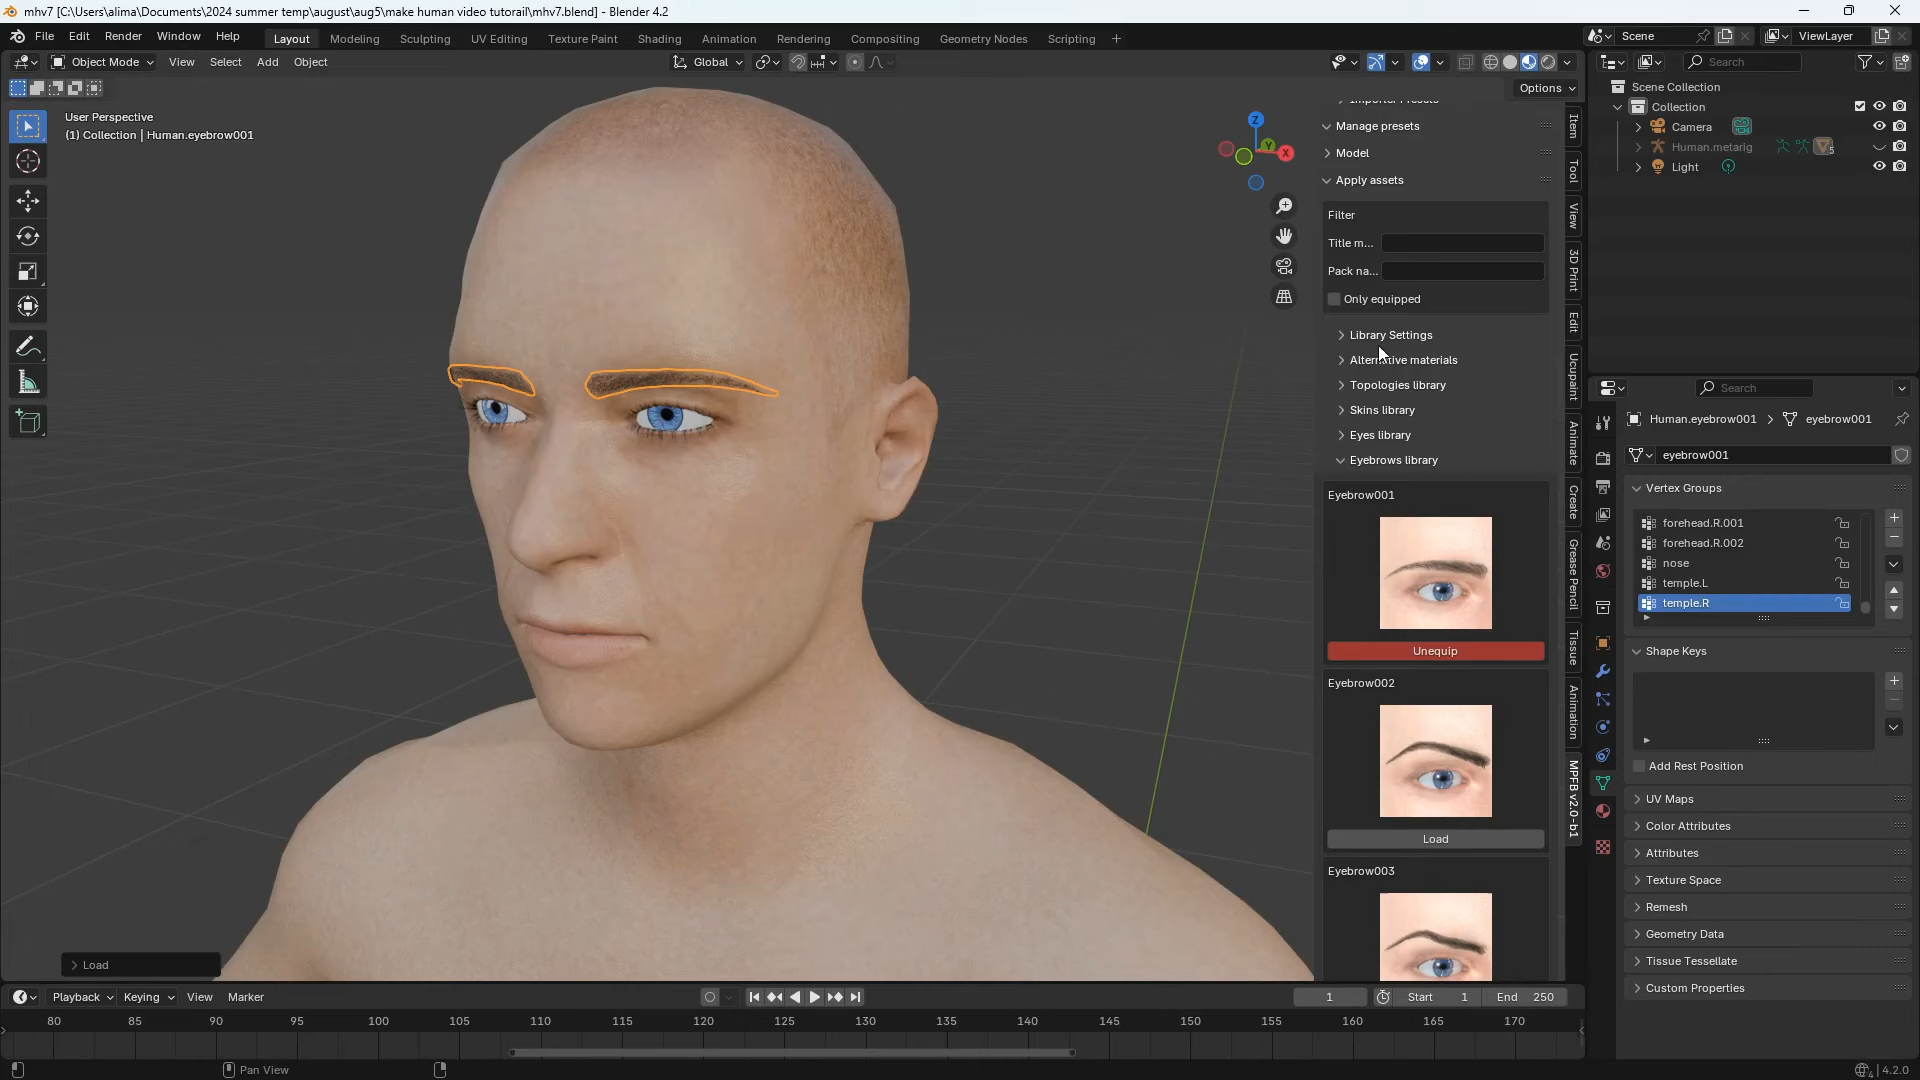 mhv7 [C:\Users\alima\Documents\2024 summer temp\august\aug5\make human video tutorail\mhv7.blend] - Blender 4.2
File Edit Render Window Help Layout Modeling Sculpting UV Editing Texture Paint Shading Animation Rendering Compositing Geometry Nodes Scripting + Scene ViewLayer
Object Mode View Select Add Object Global Search
Options
User Perspective
(1) Collection | Human.eyebrow001
Z
Y
X
Manage presets
Model
Apply assets
Filter
Title m...
Pack na...
Only equipped
Library Settings
Alternative materials
Topologies library
Skins library
Eyes library
Eyebrows library
Eyebrow001
Unequip
Eyebrow002
Load
Eyebrow003
Item
Tool
View
3D Print
Edit
Ucupaint
Animate
Create
Grease Pencil
Tissue
Animation
MPFB v2.0-b1
Scene Collection
Collection
Camera
Human.metarig 5
Light
Search
Human.eyebrow001 > eyebrow001
eyebrow001
Vertex Groups
forehead.R.001
forehead.R.002
nose
temple.L
temple.R
Shape Keys
Add Rest Position
UV Maps
Color Attributes
Attributes
Texture Space
Remesh
Geometry Data
Tissue Tessellate
Custom Properties
Load
Playback Keying View Marker 1 Start 1 End 250
80 85 90 95 100 105 110 115 120 125 130 135 140 145 150 155 160 165 170
Pan View 4.2.0